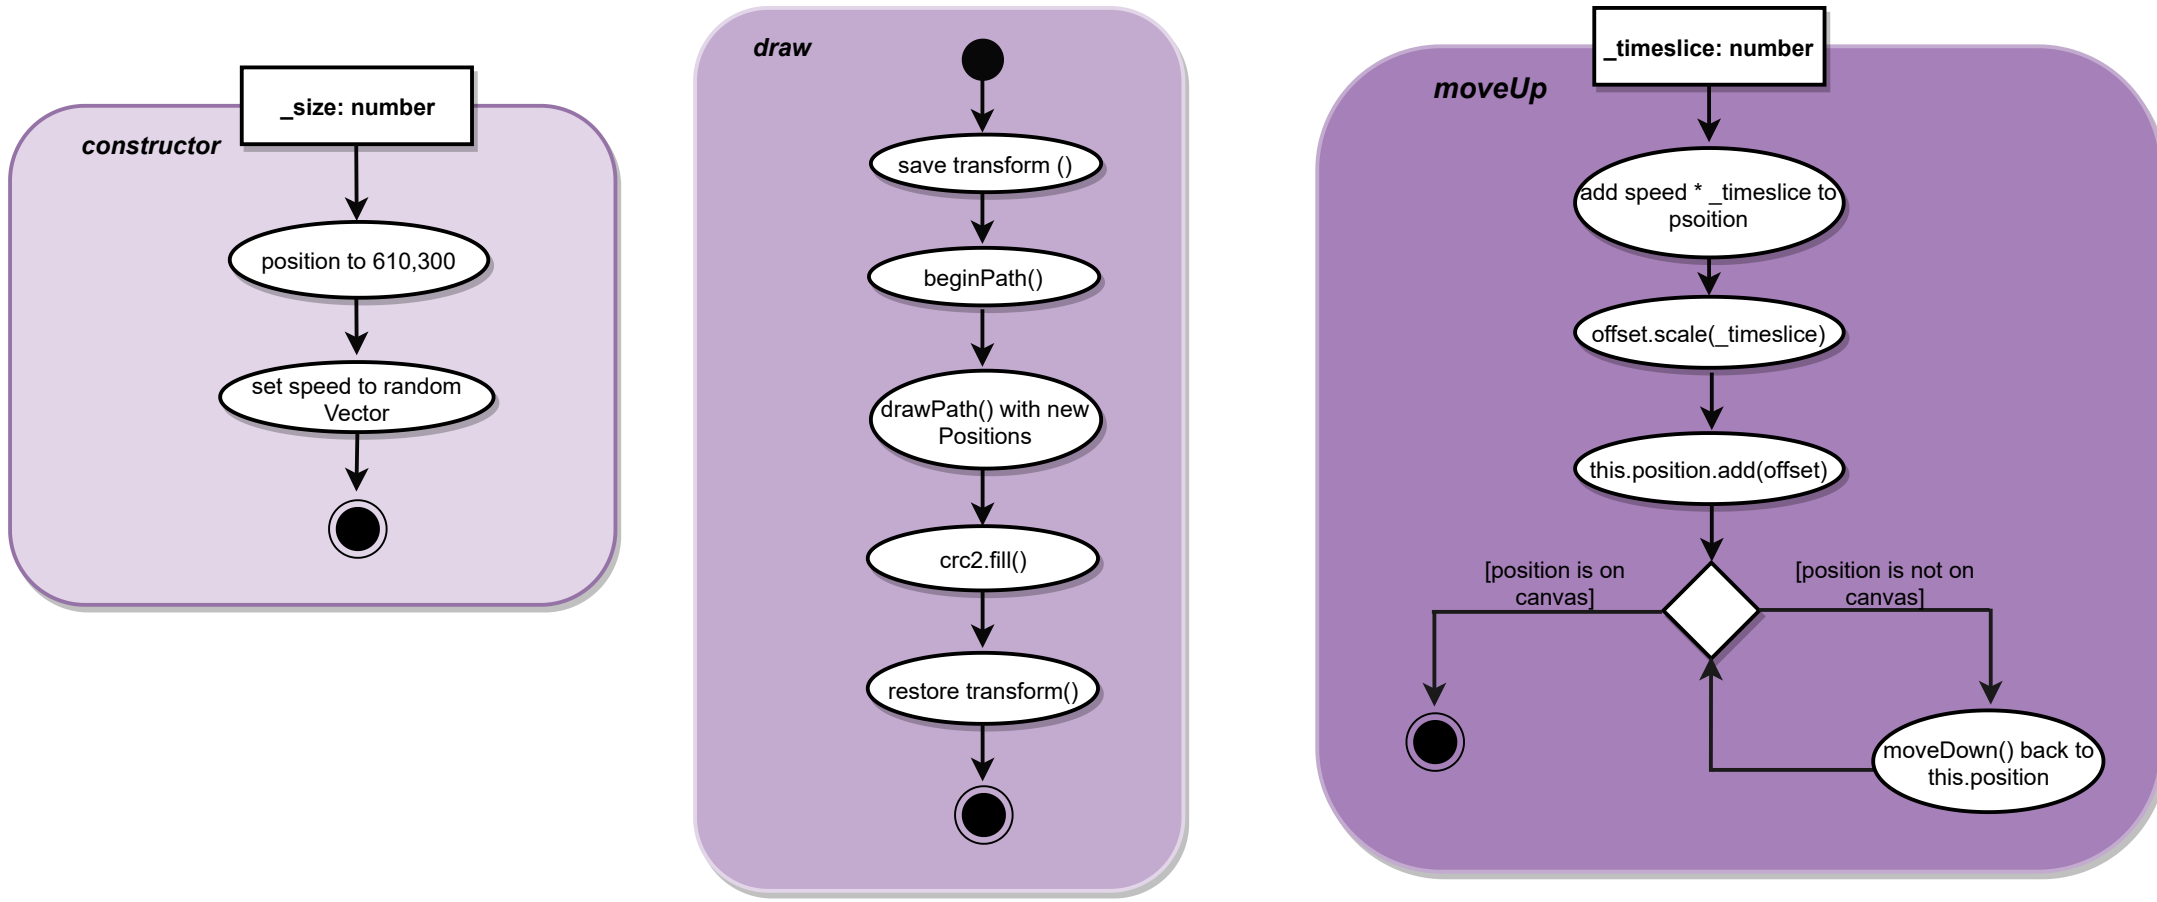 _size: number
constructor
position to 610,300
set speed to random
Vector
draw
save transform ()
beginPath()
drawPath() with new
Positions
crc2.fill()
restore transform()
_timeslice: number
moveUp
add speed * _timeslice to
psoition
offset.scale(_timeslice)
this.position.add(offset)
[position is on
canvas]
[position is not on
canvas]
moveDown() back to
this.position